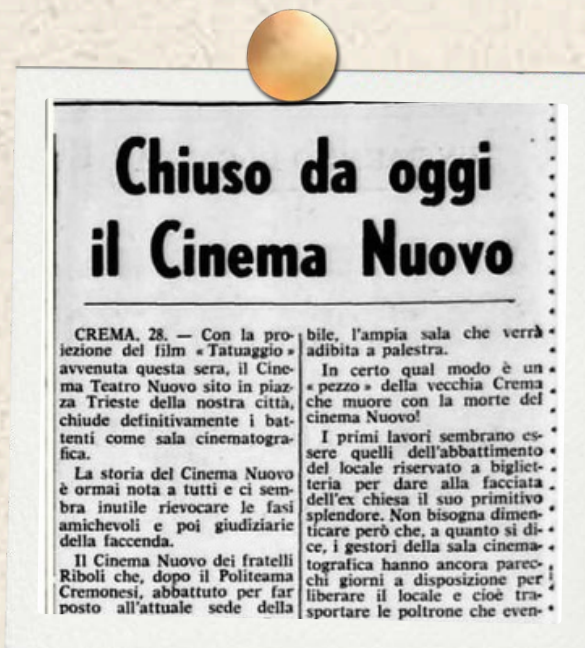 Chiuso da oggi
il Cinema Nuovo
CREMA, 28. — Con la pro-
iezione del film «Tatuaggio»
avvenuta questa sera, il Cine-
ma Teatro Nuovo sito in piaz-
za Trieste della nostra città,
chiude definitivamente i bat-
tenti come sala cinematogra-
fica.
La storia del Cinema Nuovo
è ormai nota a tutti e ci sem-
bra inutile rievocare le fasi
amichevoli e poi giudiziarie
della faccenda.
Il Cinema Nuovo dei fratelli
Riboli che, dopo il Politeama
Cremonesi, abbattuto per far
posto all'attuale sede della
bile, l'ampia sala che verrà
adibita a palestra.
In certo qual modo è un
«pezzo» della vecchia Crema
che muore con la morte del
cinema Nuovo!
I primi lavori sembrano es-
sere quelli dell'abbattimento
del locale riservato a bigliet-
teria per dare alla facciata
dell'ex chiesa il suo primitivo
splendore. Non bisogna dimen-
ticare però che, a quanto si di-
ce, i gestori della sala cinema-
tografica hanno ancora parec-
chi giorni a disposizione per
liberare il locale e cioè tra-
sportare le poltrone che even-